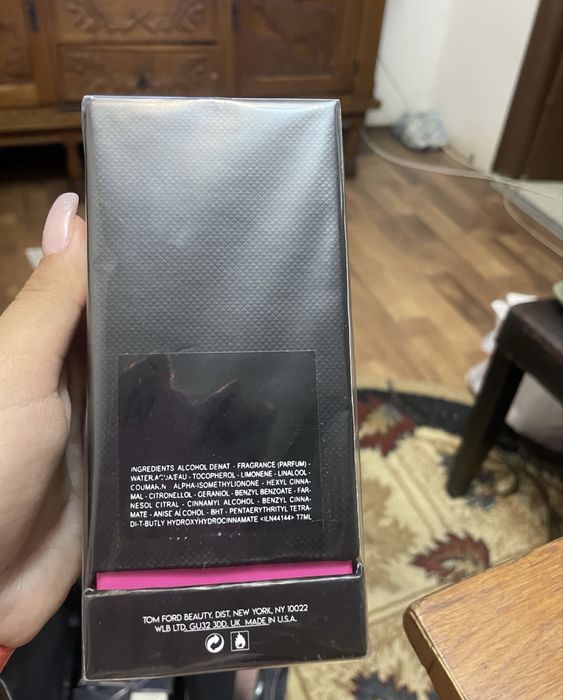 INGREDIENTS ALCOHOL DENAT - FRAGRANCE (PARFUM) -
WATER\AQUA\EAU - TOCOPHEROL - LIMONENE - LINALOOL -
COUMARIN ALPHA-ISOMETHYLIONONE - HEXYL CINNA-
MAL - CITRONELLOL - GERANIOL - BENZYL BENZOATE - FAR-
NESOL CITRAL - CINNAMYL ALCOHOL - BENZYL CINNA-
MATE - ANISE ALCOHOL - BHT - PENTAERYTHRITYL TETRA-
DI-T-BUTLY HYDROXYHYDROCINNAMATE <ILN44144> 77ML
TOM FORD BEAUTY, DIST. NEW YORK, NY 10022
WLB LTD, GU32 3DD, UK MADE IN U.S.A.